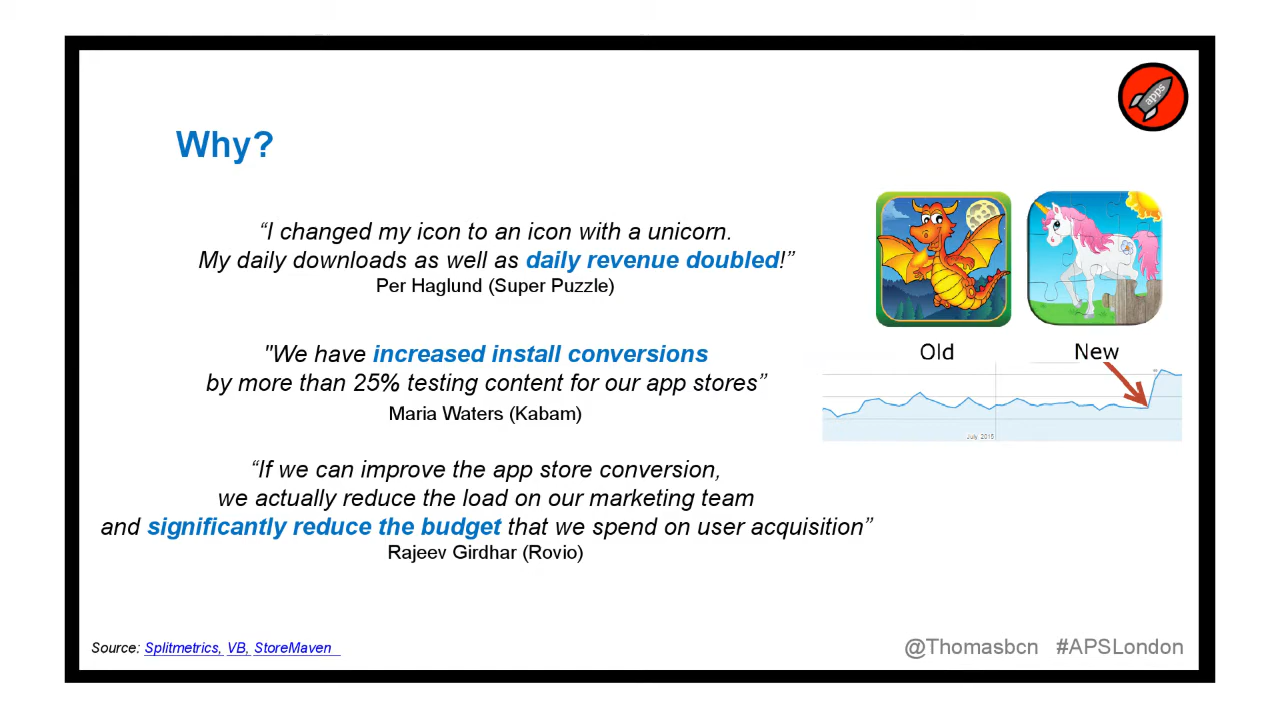 apps
Why?
“I changed my icon to an icon with a unicorn.
My daily downloads as well as daily revenue doubled!”
Per Haglund (Super Puzzle)
"We have increased install conversions
by more than 25% testing content for our app stores”
Maria Waters (Kabam)
“If we can improve the app store conversion,
we actually reduce the load on our marketing team
and significantly reduce the budget that we spend on user acquisition”
Rajeev Girdhar (Rovio)
Old New
July 2015
Source: Splitmetrics, VB, StoreMaven
@Thomasbcn #APSLondon